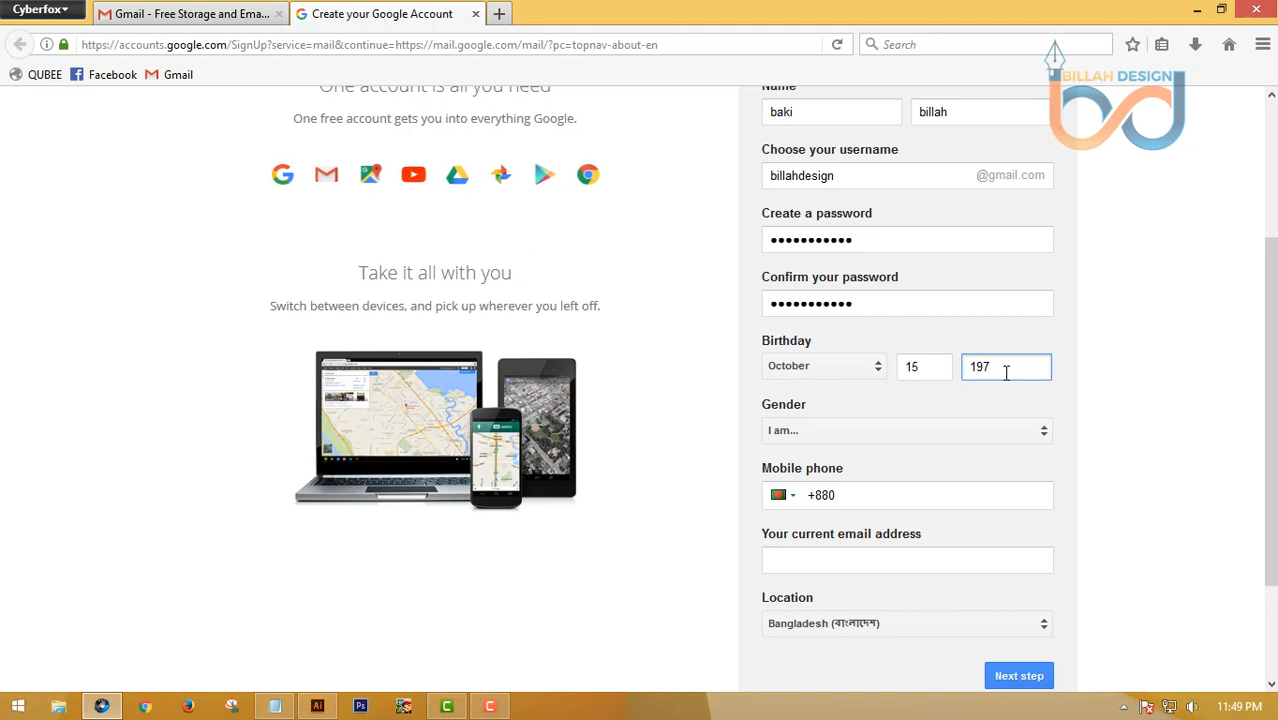 Cyberfox
Gmail - Free Storage and Ema...
Create your Google Account
https://accounts.google.com/SignUp?service=mail&continue=https://mail.google.com/mail/?pc=topnav-about-en
Search
QUBEE
Facebook
Gmail
BILLAH DESIGN
One account is all you need
One free account gets you into everything Google.
Take it all with you
Switch between devices, and pick up wherever you left off.
Name
baki
billah
Choose your username
billahdesign
@gmail.com
Create a password
Confirm your password
Birthday
October
15
197
Gender
I am...
Mobile phone
+880
Your current email address
Location
Bangladesh (বাংলাদেশ)
Next step
11:49 PM